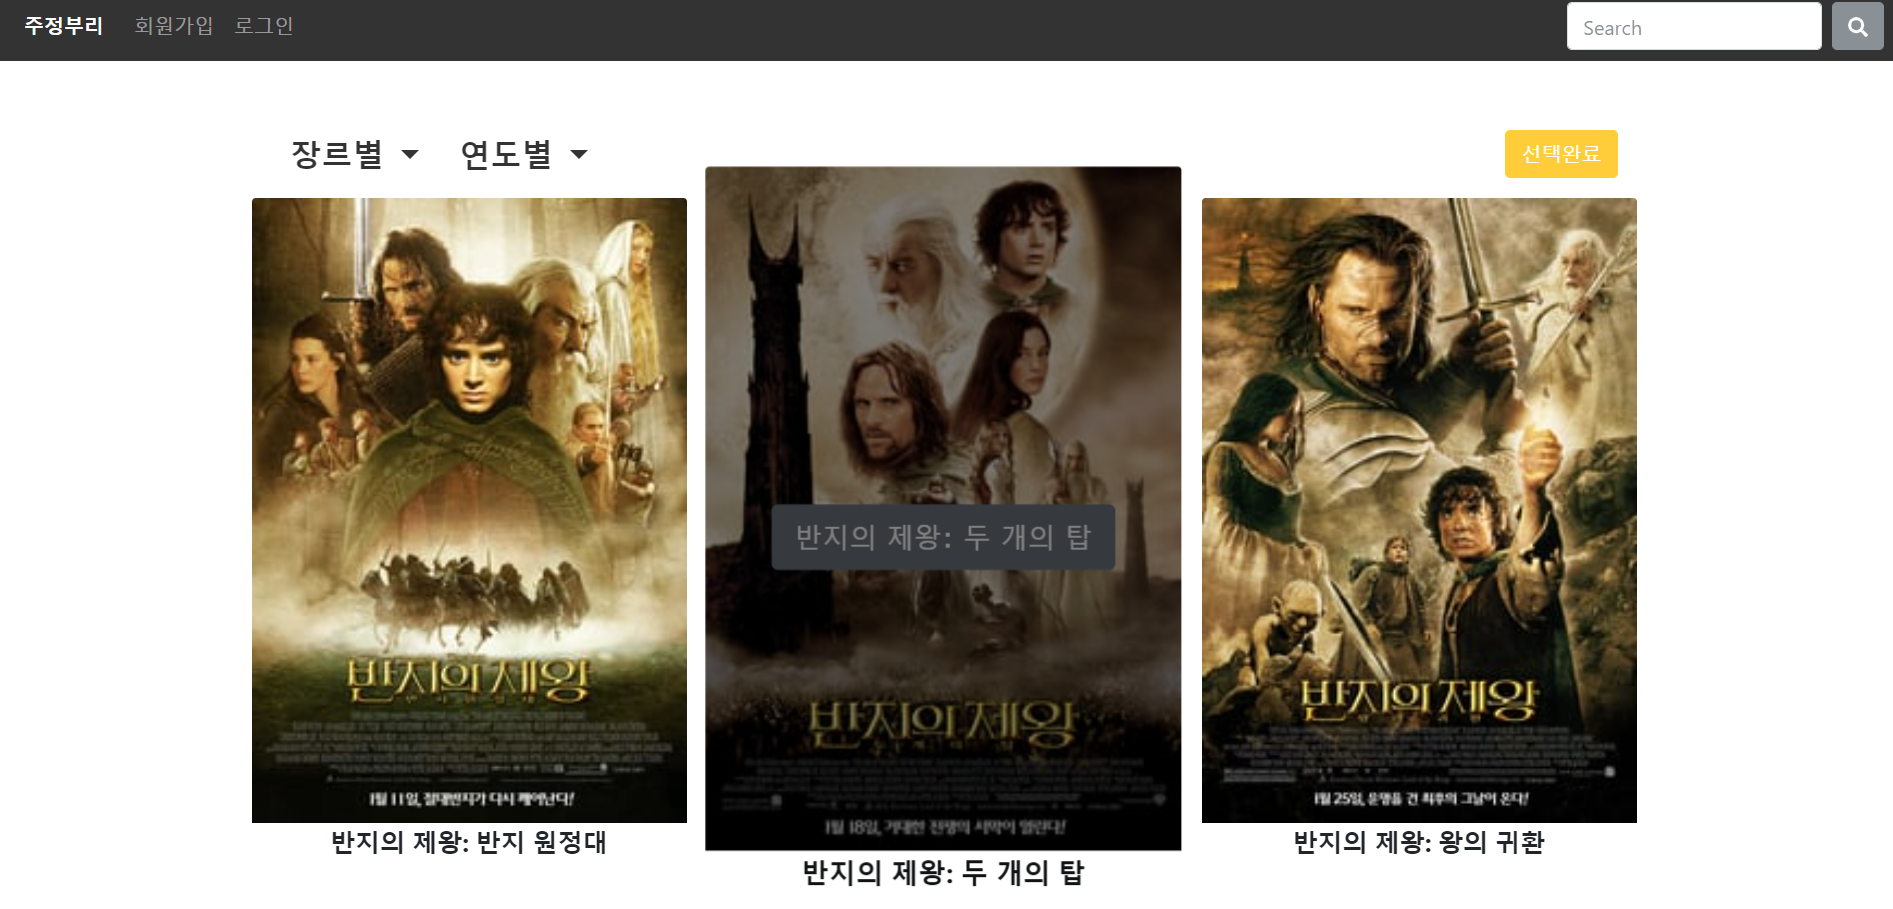 주정부리 회원가입 로그인 Search
장르별 연도별 선택완료
반지의 제왕: 두 개의 탑
반지의 제왕
1월 11일, 절대반지가 다시 깨어난다!
반지의 제왕
1월 18일, 거대한 전쟁의 서막이 열린다!
반지의 제왕
1월 25일, 운명을 건 최후의 그날이 온다!
반지의 제왕: 반지 원정대
반지의 제왕: 두 개의 탑
반지의 제왕: 왕의 귀환